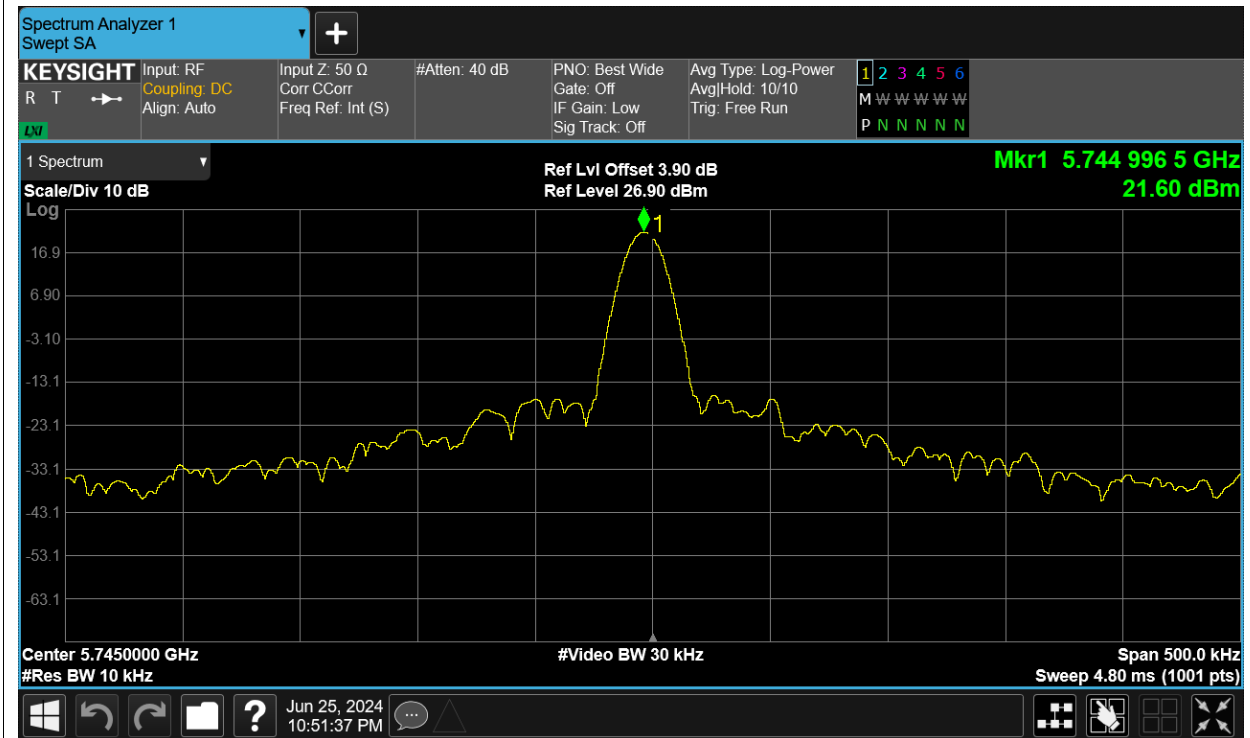 Spectrum Analyzer 1
Swept SA
+
KEYSIGHT
R T
LXI
Input: RF
Coupling: DC
Align: Auto
Input Z: 50 Ω
Corr CCorr
Freq Ref: Int (S)
#Atten: 40 dB
PNO: Best Wide
Gate: Off
IF Gain: Low
Sig Track: Off
Avg Type: Log-Power
Avg|Hold: 10/10
Trig: Free Run
1 2 3 4 5 6
M W W W W W
P N N N N N
1 Spectrum
Scale/Div 10 dB
Ref Lvl Offset 3.90 dB
Ref Level 26.90 dBm
Mkr1 5.744 996 5 GHz
21.60 dBm
Log
1
16.9
6.90
-3.10
-13.1
-23.1
-33.1
-43.1
-53.1
-63.1
Center 5.7450000 GHz
#Video BW 30 kHz
Span 500.0 kHz
#Res BW 10 kHz
Sweep 4.80 ms (1001 pts)
?
Jun 25, 2024
10:51:37 PM